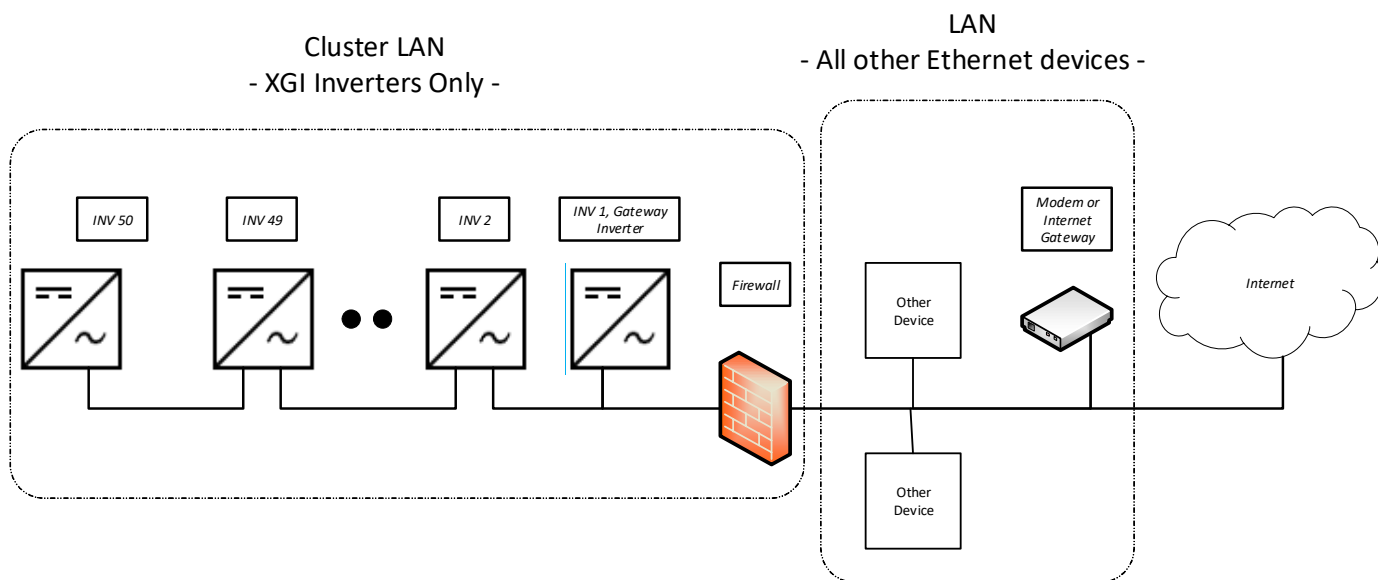 Cluster LAN
- XGI Inverters Only -
LAN
- All other Ethernet devices -
INV 50
INV 49
INV 2
INV 1, Gateway
Inverter
Firewall
Other
Device
Modem or
Internet
Gateway
Internet
Other
Device